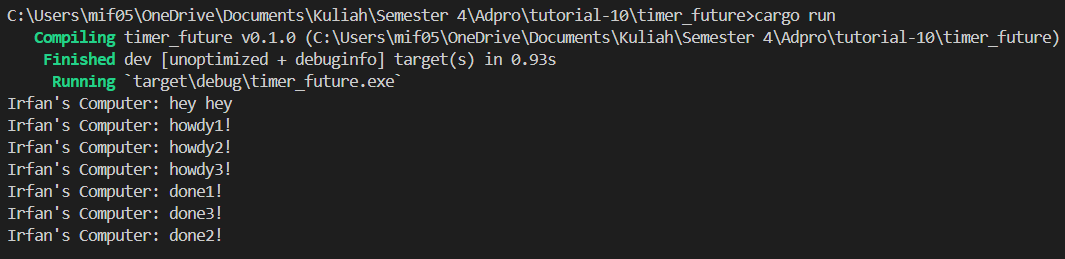 C:\Users\mif05\OneDrive\Documents\Kuliah\Semester 4\Adpro\tutorial-10\timer_future>cargo run
   Compiling timer_future v0.1.0 (C:\Users\mif05\OneDrive\Documents\Kuliah\Semester 4\Adpro\tutorial-10\timer_future)
    Finished dev [unoptimized + debuginfo] target(s) in 0.93s
     Running `target\debug\timer_future.exe`
Irfan's Computer: hey hey
Irfan's Computer: howdy1!
Irfan's Computer: howdy2!
Irfan's Computer: howdy3!
Irfan's Computer: done1!
Irfan's Computer: done3!
Irfan's Computer: done2!